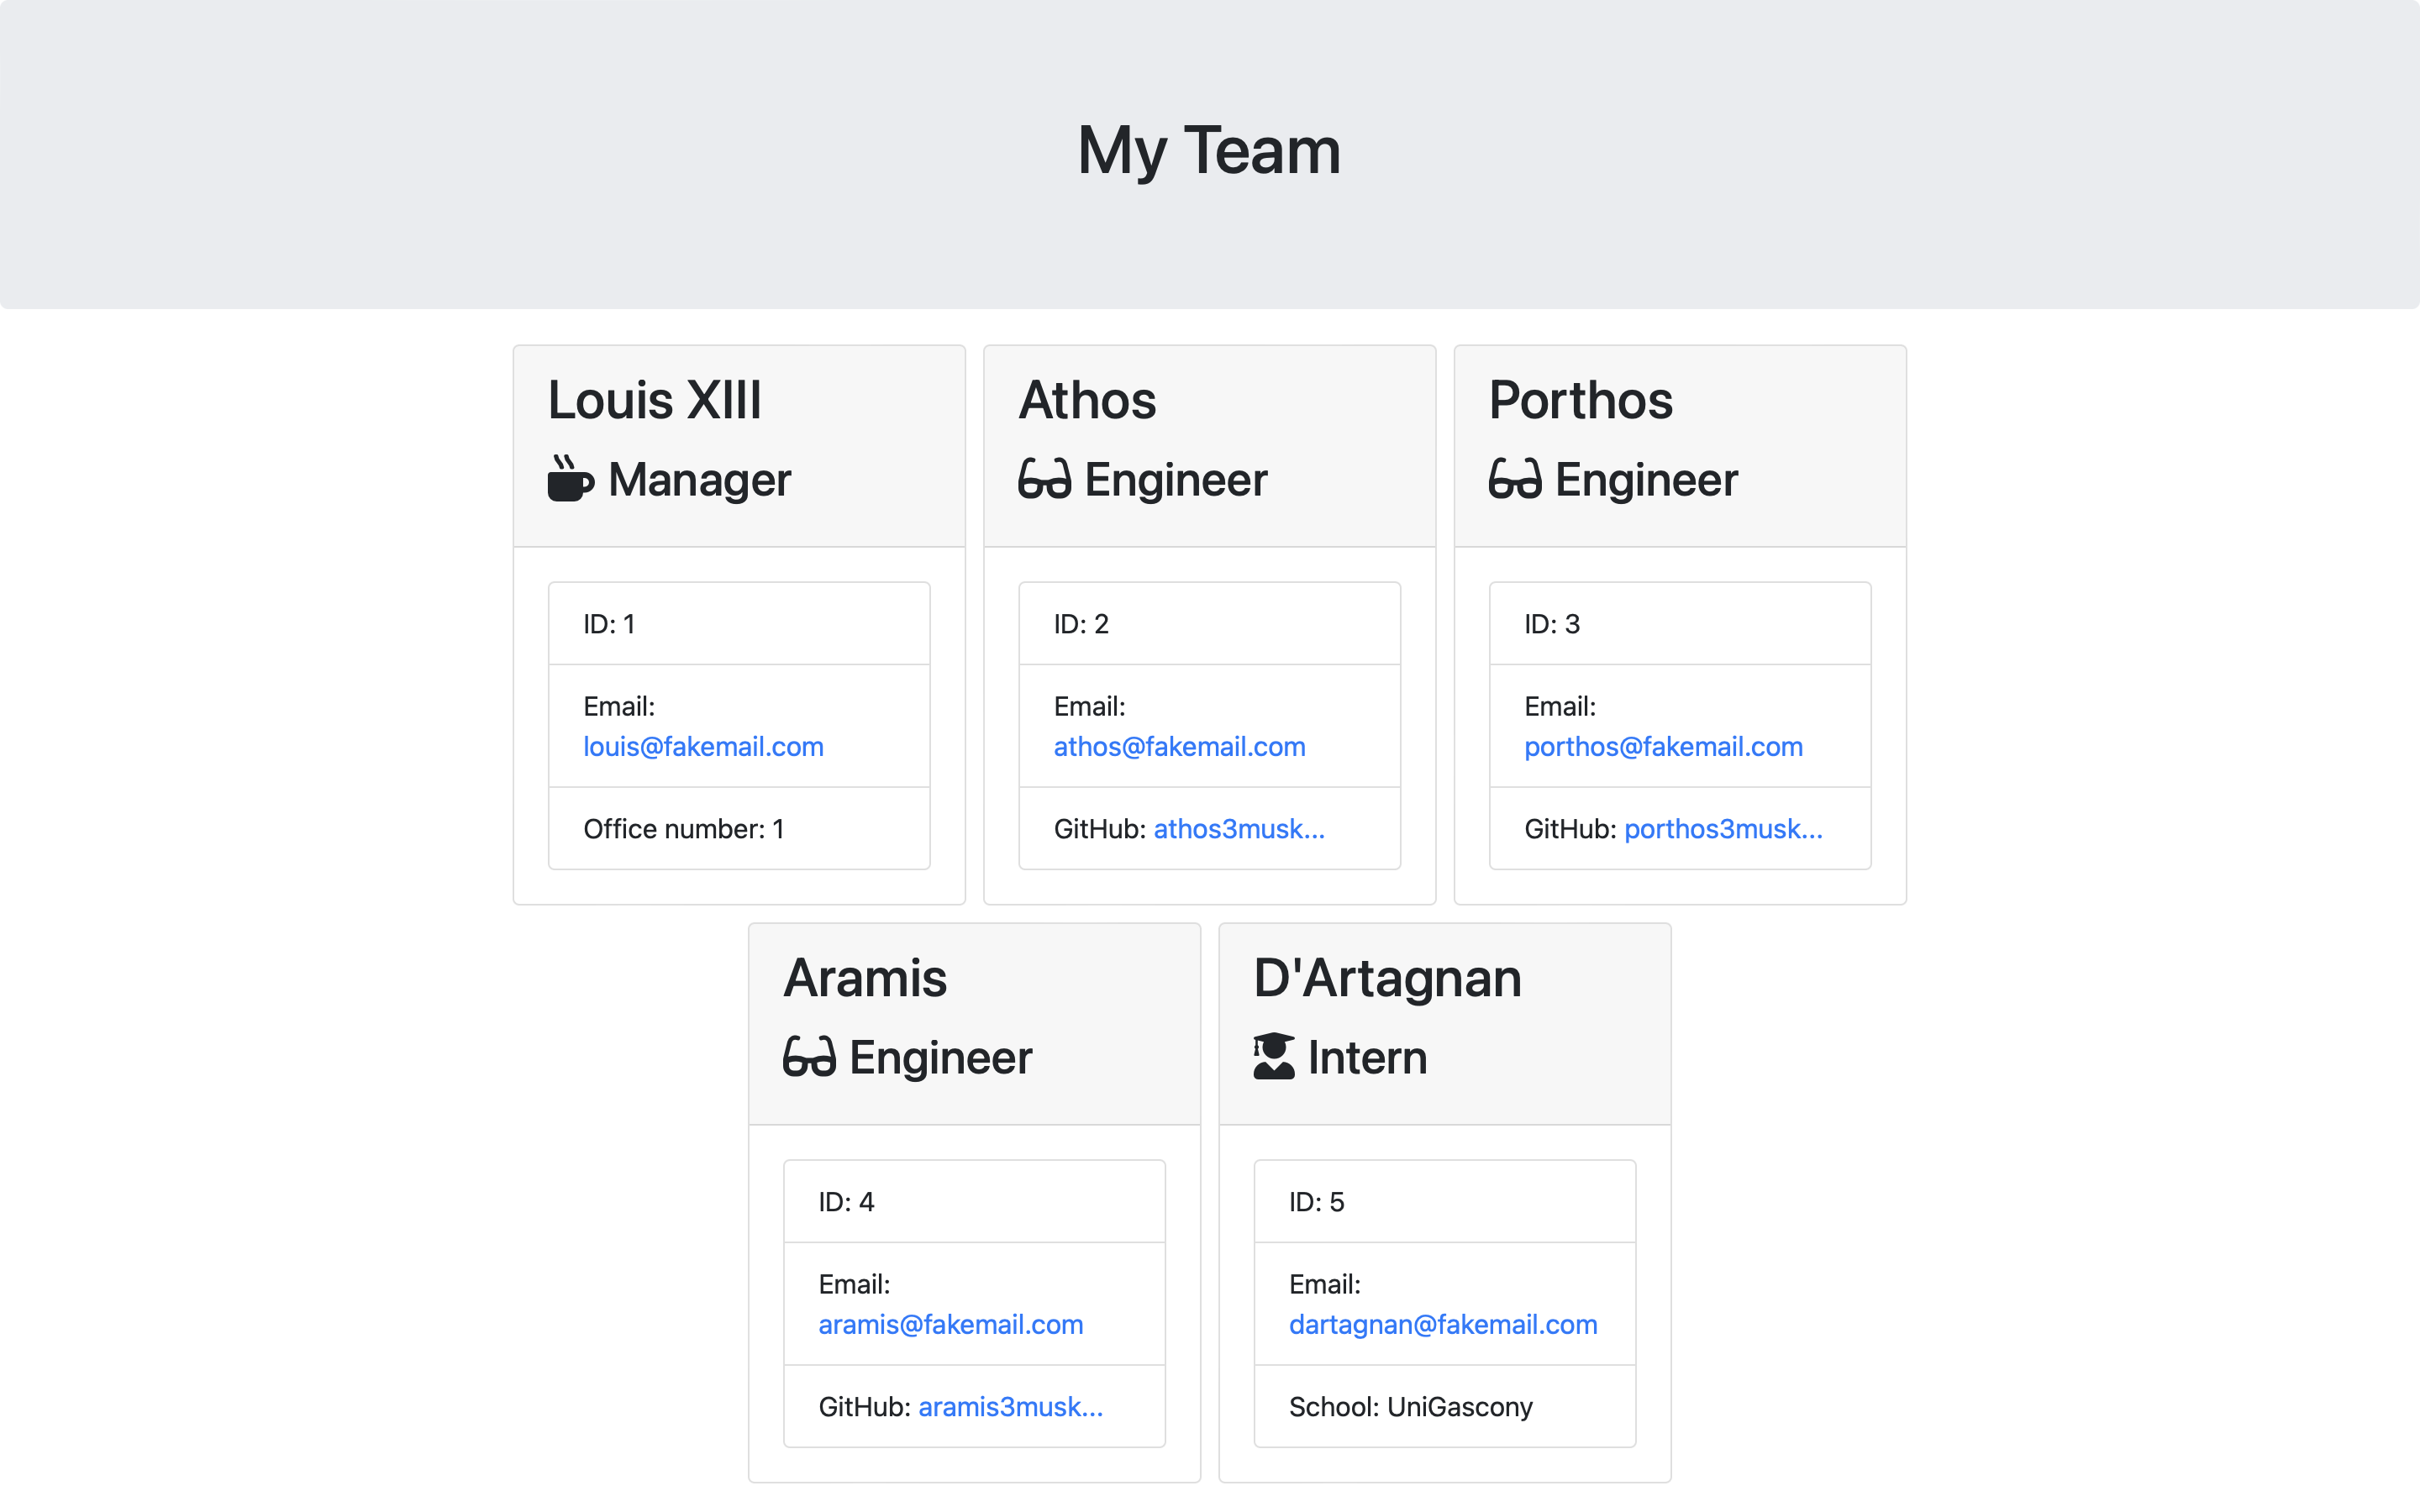 My Team
Louis XIII
Manager
ID: 1
Email:
louis@fakemail.com
Office number: 1
Athos
Engineer
ID: 2
Email:
athos@fakemail.com
GitHub: athos3musk...
Porthos
Engineer
ID: 3
Email:
porthos@fakemail.com
GitHub: porthos3musk...
Aramis
Engineer
ID: 4
Email:
aramis@fakemail.com
GitHub: aramis3musk...
D'Artagnan
Intern
ID: 5
Email:
dartagnan@fakemail.com
School: UniGascony